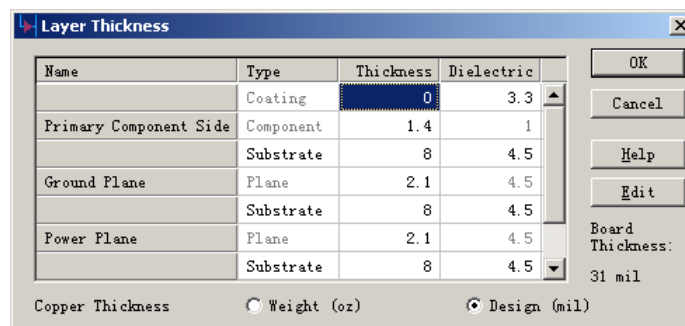 Layer Thickness
Name Type Thickness Dielectric
Coating 0 3.3
Primary Component Side Component 1.4 1
Substrate 8 4.5
Ground Plane Plane 2.1 4.5
Substrate 8 4.5
Power Plane Plane 2.1 4.5
Substrate 8 4.5
OK
Cancel
Help
Edit
Board
Thickness:
31 mil
Copper Thickness Weight (oz) Design (mil)